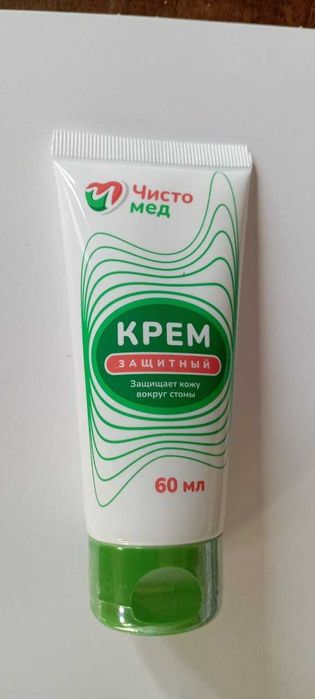 Чисто
мед
КРЕМ
ЗАЩИТНЫЙ
Защищает кожу
вокруг стомы
60 мл